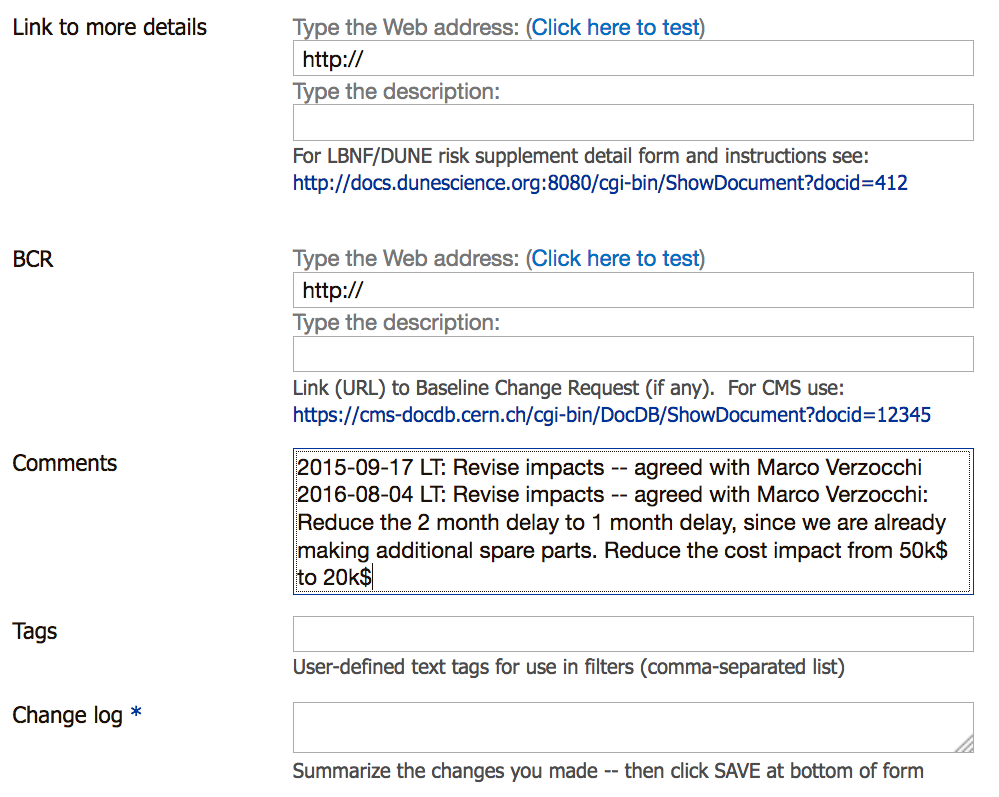 Link to more details
Type the Web address: (Click here to test)
http://
Type the description:
For LBNF/DUNE risk supplement detail form and instructions see:
http://docs.dunescience.org:8080/cgi-bin/ShowDocument?docid=412
BCR
Type the Web address: (Click here to test)
http://
Type the description:
Link (URL) to Baseline Change Request (if any).  For CMS use:
https://cms-docdb.cern.ch/cgi-bin/DocDB/ShowDocument?docid=12345
Comments
2015-09-17 LT: Revise impacts -- agreed with Marco Verzocchi
2016-08-04 LT: Revise impacts -- agreed with Marco Verzocchi:
Reduce the 2 month delay to 1 month delay, since we are already
making additional spare parts. Reduce the cost impact from 50k$
to 20k$
Tags
User-defined text tags for use in filters (comma-separated list)
Change log *
Summarize the changes you made -- then click SAVE at bottom of form